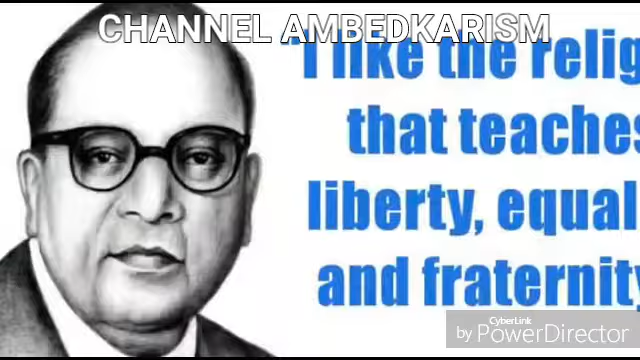 CHANNEL AMBEDKARISM
"I like the relig
that teaches
liberty, equal
and fraternity
CyberLink
by PowerDirector